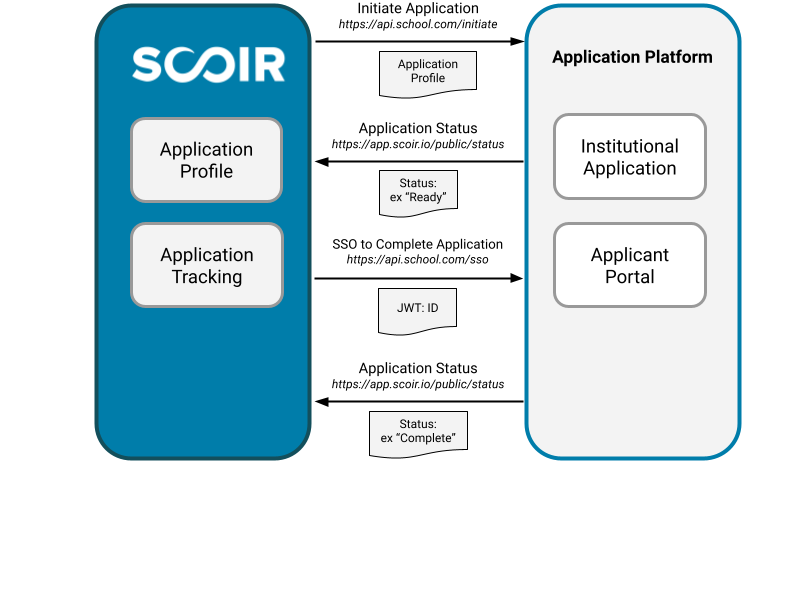 Initiate Application
https://api.school.com/initiate
SCOIR
Application Platform
Application
Profile
Application
Profile
Application Status
https://app.scoir.io/public/status
Institutional
Application
Status:
ex “Ready”
Application
Tracking
SSO to Complete Application
https://api.school.com/sso
Applicant
Portal
JWT: ID
Application Status
https://app.scoir.io/public/status
Status:
ex “Complete”